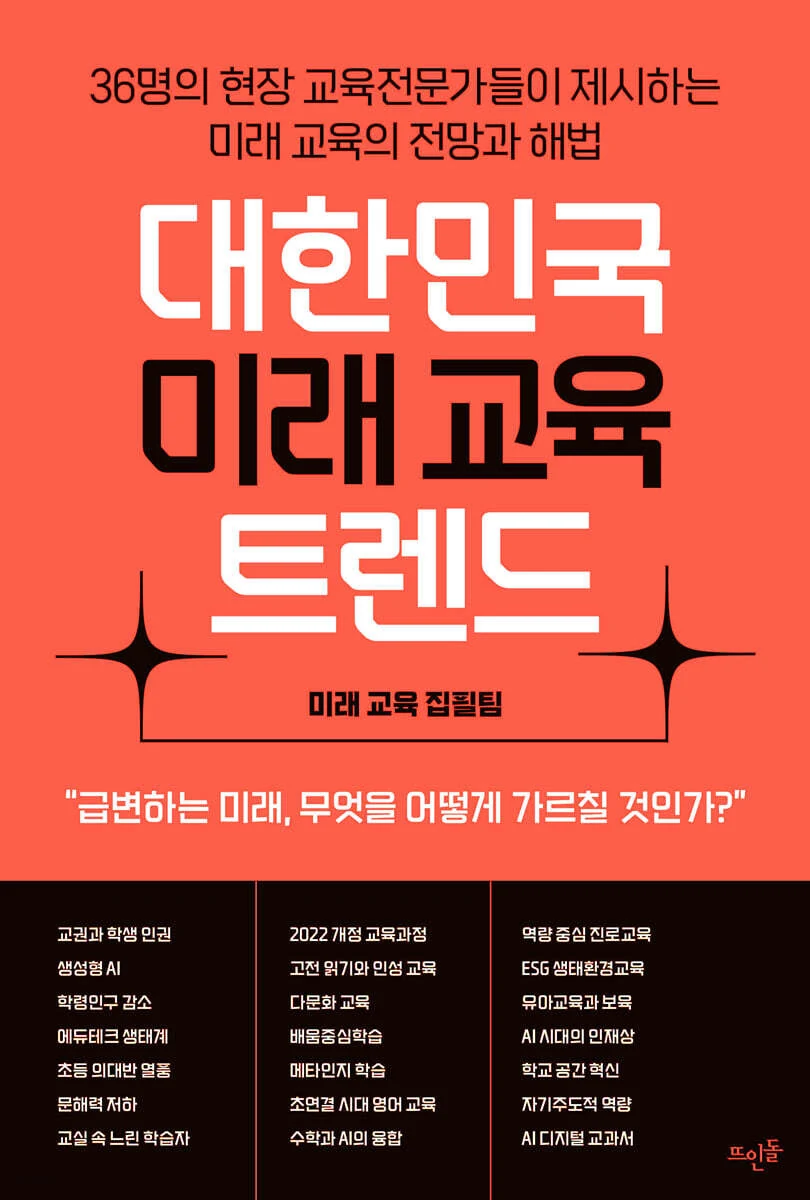 36명의 현장 교육전문가들이 제시하는
미래 교육의 전망과 해법
대한민국
미래 교육
트렌드
미래 교육 집필팀
“급변하는 미래, 무엇을 어떻게 가르칠 것인가?”
교권과 학생 인권
생성형 AI
학령인구 감소
에듀테크 생태계
초등 의대반 열풍
문해력 저하
교실 속 느린 학습자
2022 개정 교육과정
고전 읽기와 인성 교육
다문화 교육
배움중심학습
메타인지 학습
초연결 시대 영어 교육
수학과 AI의 융합
역량 중심 진로교육
ESG 생태환경교육
유아교육과 보육
AI 시대의 인재상
학교 공간 혁신
자기주도적 역량
AI 디지털 교과서
뜨인돌